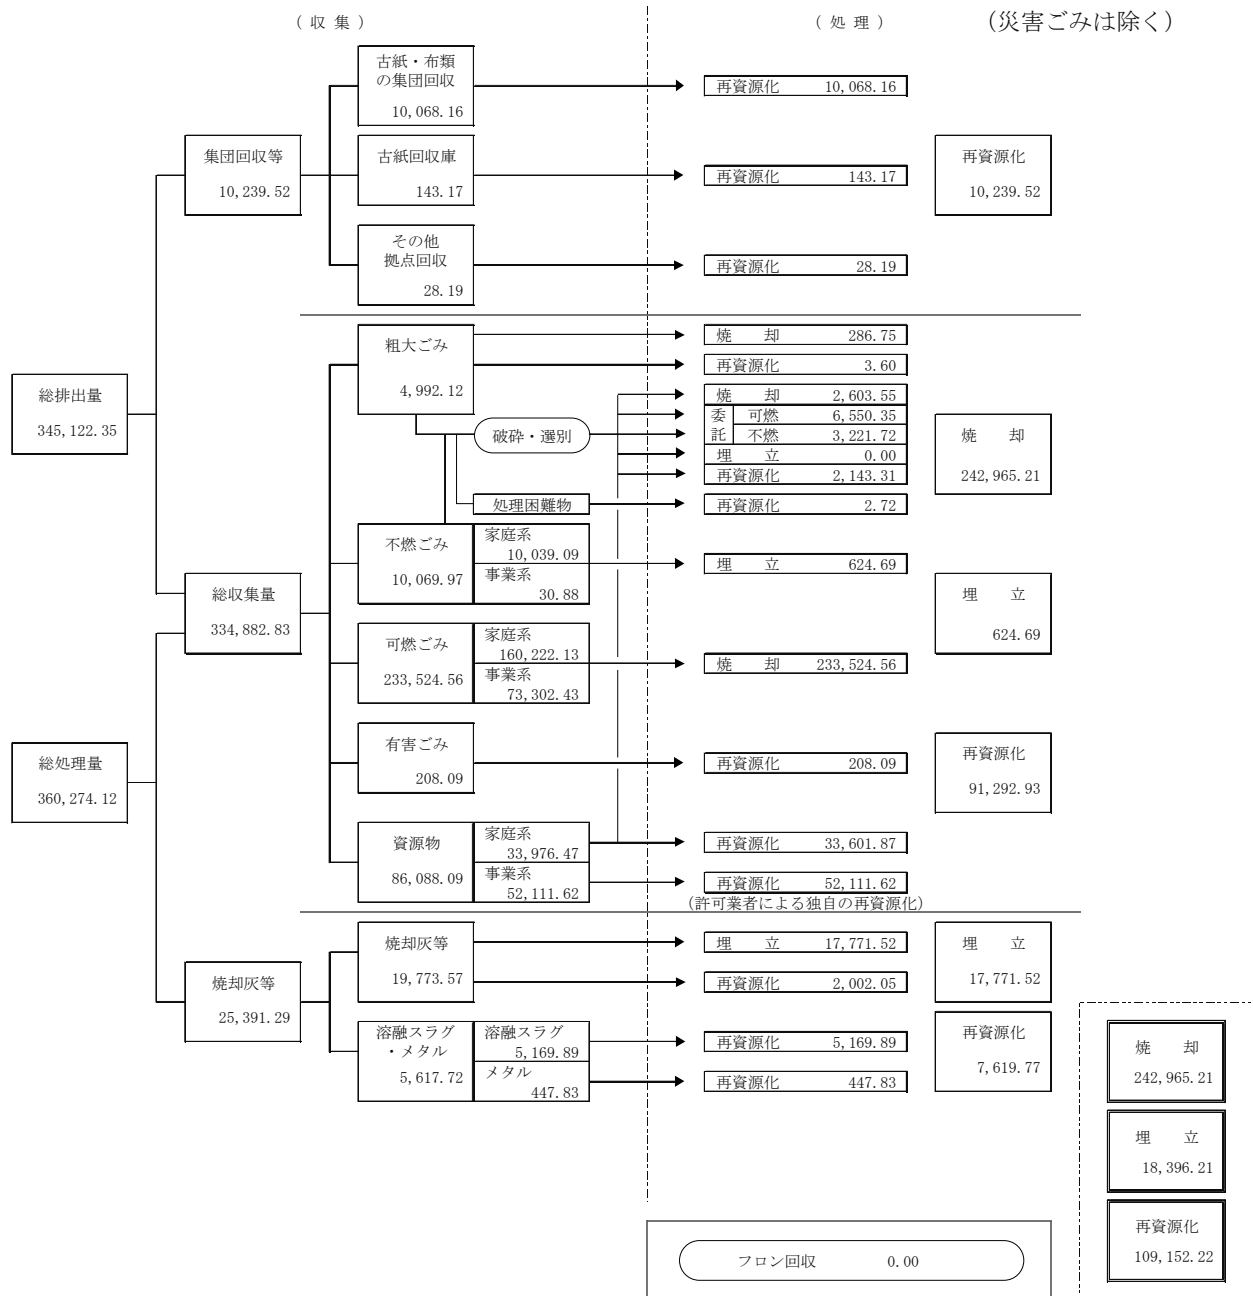 （ 収 集 ）
（ 処 理 ）
（災害ごみは除く）
古紙・布類
の集団回収
10,068.16
再資源化 10,068.16
集団回収等
10,239.52
古紙回収庫
143.17
再資源化 143.17
再資源化
10,239.52
その他
拠点回収
28.19
再資源化 28.19
総排出量
345,122.35
粗大ごみ
4,992.12
焼 却 286.75
再資源化 3.60
破砕・選別
焼 却 2,603.55
委託 可燃 6,550.35
不燃 3,221.72
埋 立 0.00
再資源化 2,143.31
処理困難物
再資源化 2.72
焼 却
242,965.21
不燃ごみ
10,069.97
家庭系
10,039.09
事業系
30.88
埋 立 624.69
総収集量
334,882.83
埋 立
624.69
可燃ごみ
233,524.56
家庭系
160,222.13
事業系
73,302.43
焼 却 233,524.56
総処理量
360,274.12
有害ごみ
208.09
再資源化 208.09
再資源化
91,292.93
資源物
86,088.09
家庭系
33,976.47
事業系
52,111.62
再資源化 33,601.87
再資源化 52,111.62
（許可業者による独自の再資源化）
焼却灰等
25,391.29
焼却灰等
19,773.57
埋 立 17,771.52
再資源化 2,002.05
埋 立
17,771.52
溶融スラグ
・メタル
5,617.72
溶融スラグ
5,169.89
メタル
447.83
再資源化 5,169.89
再資源化 447.83
再資源化
7,619.77
焼 却
242,965.21
埋 立
18,396.21
再資源化
109,152.22
フロン回収 0.00